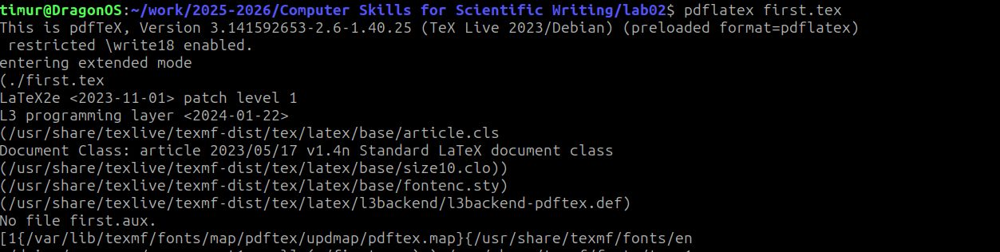 timur@DragonOS:~/work/2025-2026/Computer Skills for Scientific Writing/lab02$ pdflatex first.tex
This is pdfTeX, Version 3.141592653-2.6-1.40.25 (TeX Live 2023/Debian) (preloaded format=pdflatex)
 restricted \write18 enabled.
entering extended mode
(./first.tex
LaTeX2e <2023-11-01> patch level 1
L3 programming layer <2024-01-22>
(/usr/share/texlive/texmf-dist/tex/latex/base/article.cls
Document Class: article 2023/05/17 v1.4n Standard LaTeX document class
(/usr/share/texlive/texmf-dist/tex/latex/base/size10.clo))
(/usr/share/texlive/texmf-dist/tex/latex/base/fontenc.sty)
(/usr/share/texlive/texmf-dist/tex/latex/l3backend/l3backend-pdftex.def)
No file first.aux.
[1{/var/lib/texmf/fonts/map/pdftex/updmap/pdftex.map}{/usr/share/texmf/fonts/en